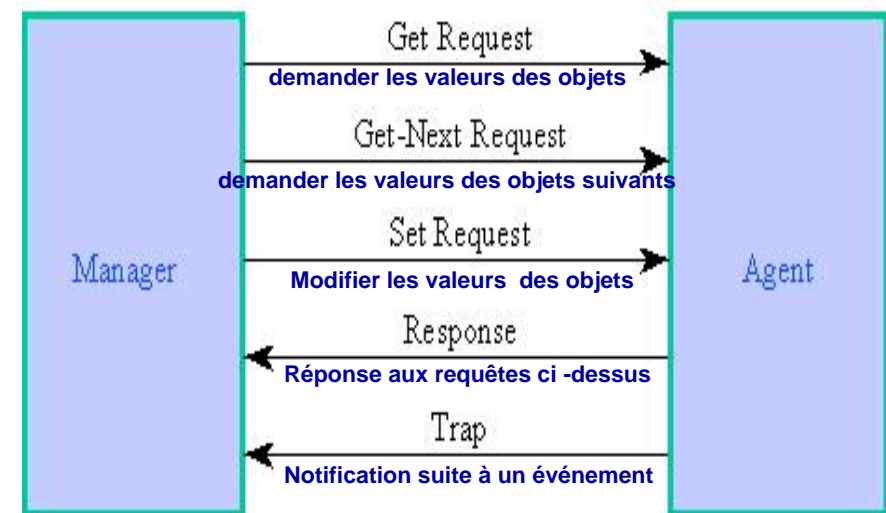 Get Request
demander les valeurs des objets
Get-Next Request
demander les valeurs des objets suivants
Set Request
Manager
Modifier les valeurs des objets
Agent
Response
Réponse aux requêtes ci -dessus
Trap
Notification suite à un événement